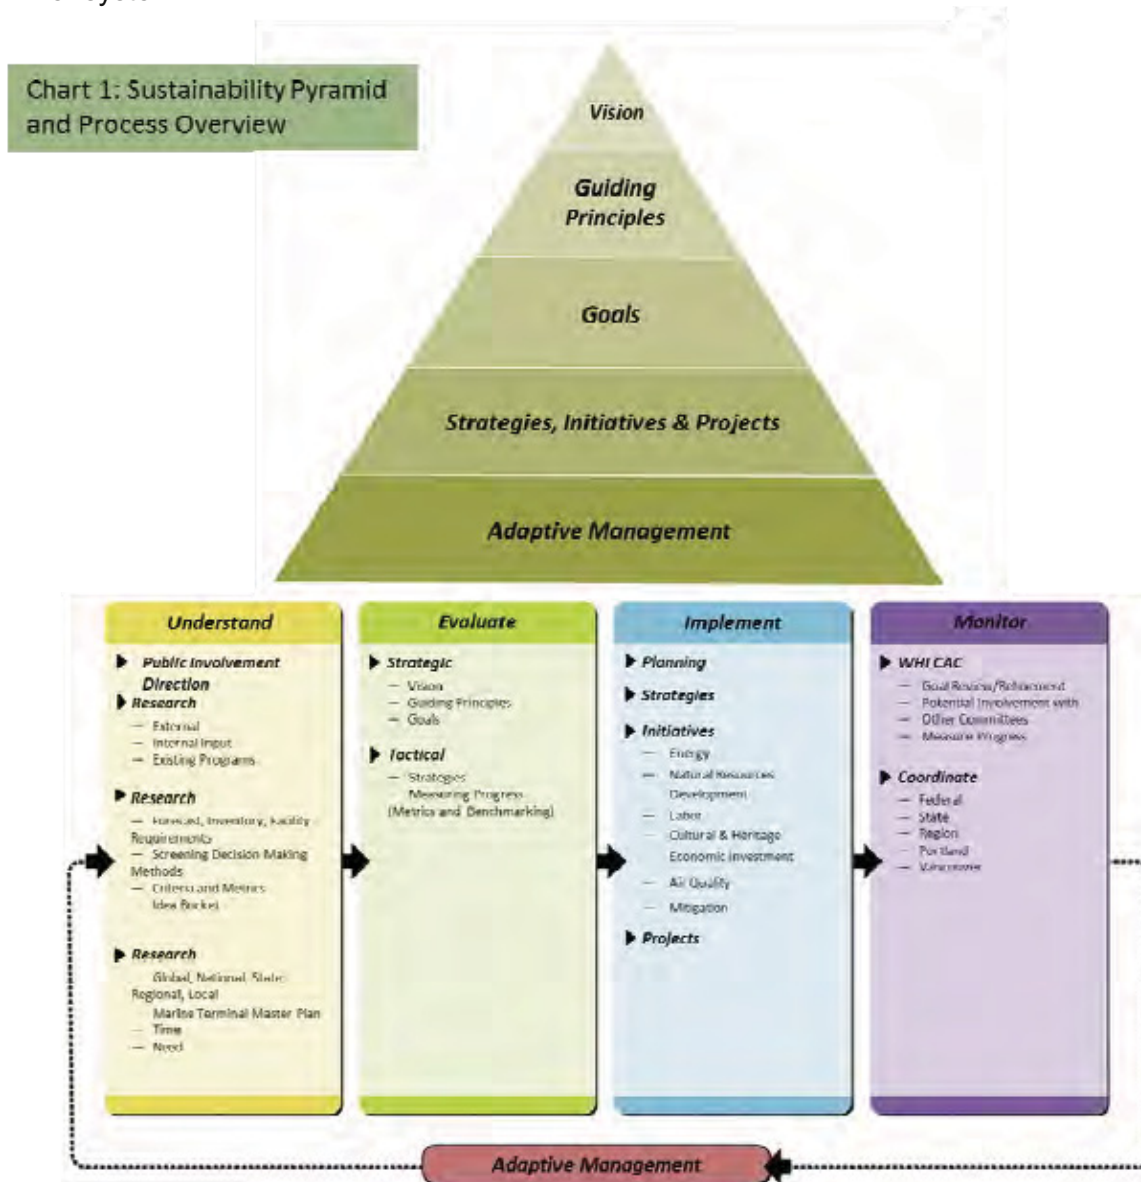 Chart 1: Sustainability Pyramid
and Process Overview
Vision
Guiding
Principles
Goals
Strategies, Initiatives & Projects
Adaptive Management
Understand
Public Involvement
Direction
Research
— External
— Internal Input
— Existing Programs
Research
— Forecast, Inventory, Facility
Requirements
— Screening Decision Making
Methods
— Criteria and Metrics
Idea Bucket
Research
Global, National, State
Regional, Local
Marine Terminal Master Plan
— Time
— Need
Evaluate
Strategic
— Vision
— Guiding Principles
— Goals
Tactical
— Strategies
Measuring Progress
(Metrics and Benchmarking)
Implement
Planning
Strategies
Initiatives
— Energy
— Natural Resources
Development
— Labor
— Cultural & Heritage
Economic Investment
— Air Quality
— Mitigation
Projects
Monitor
WHI CAC
— Goal Review/Refinement
— Potential Involvement with
— Other Committees
— Measure Progress
Coordinate
— Federal
— State
— Region
— Portland
— Vancouver
Adaptive Management